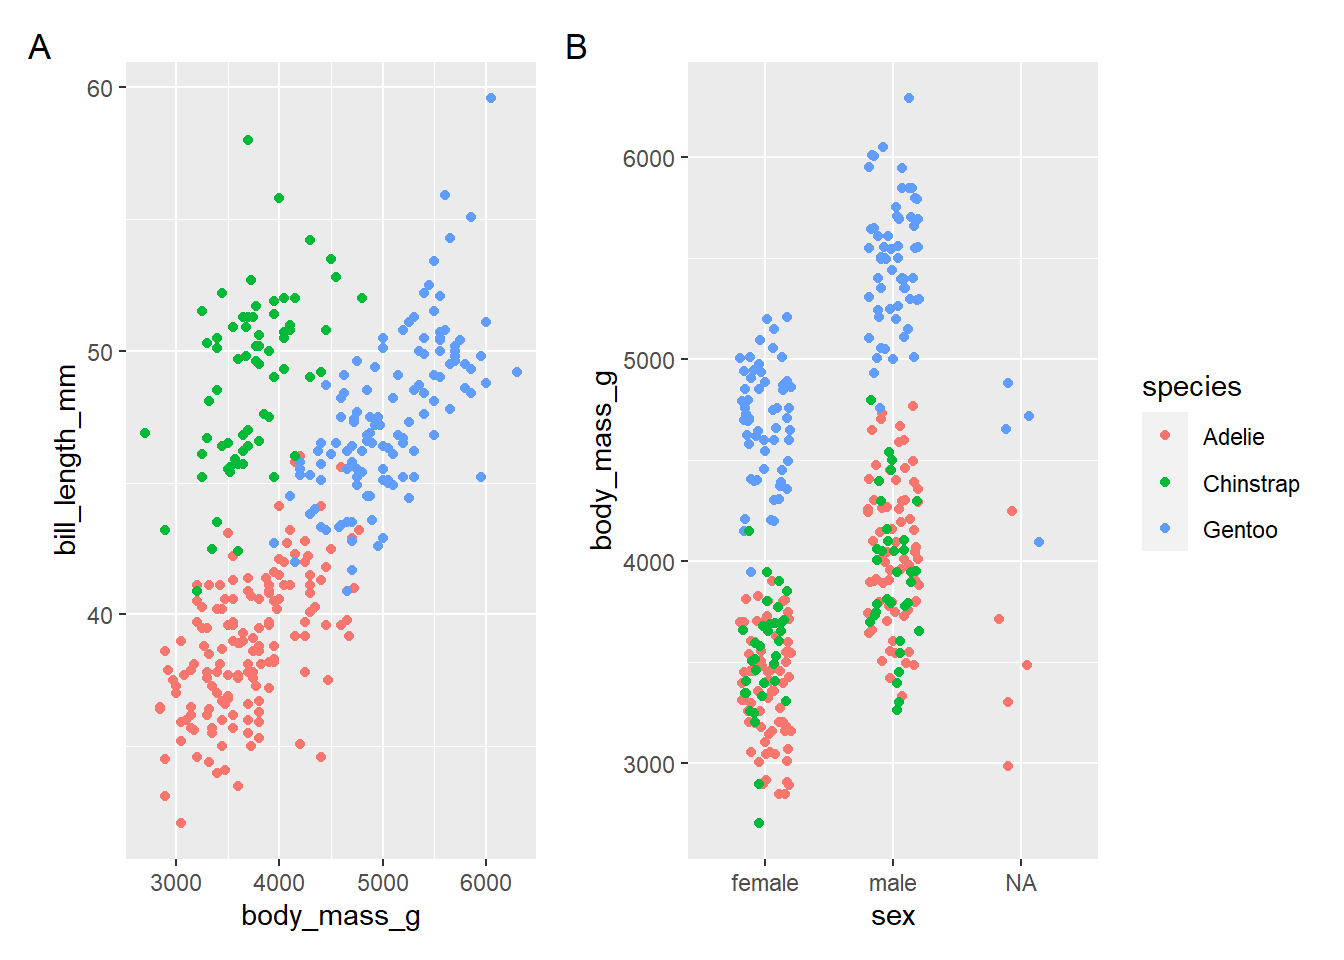 A
60
50
40
bill_length_mm
3000 4000 5000 6000
body_mass_g
B
6000
5000
4000
3000
body_mass_g
female male NA
sex
species
Adelie
Chinstrap
Gentoo